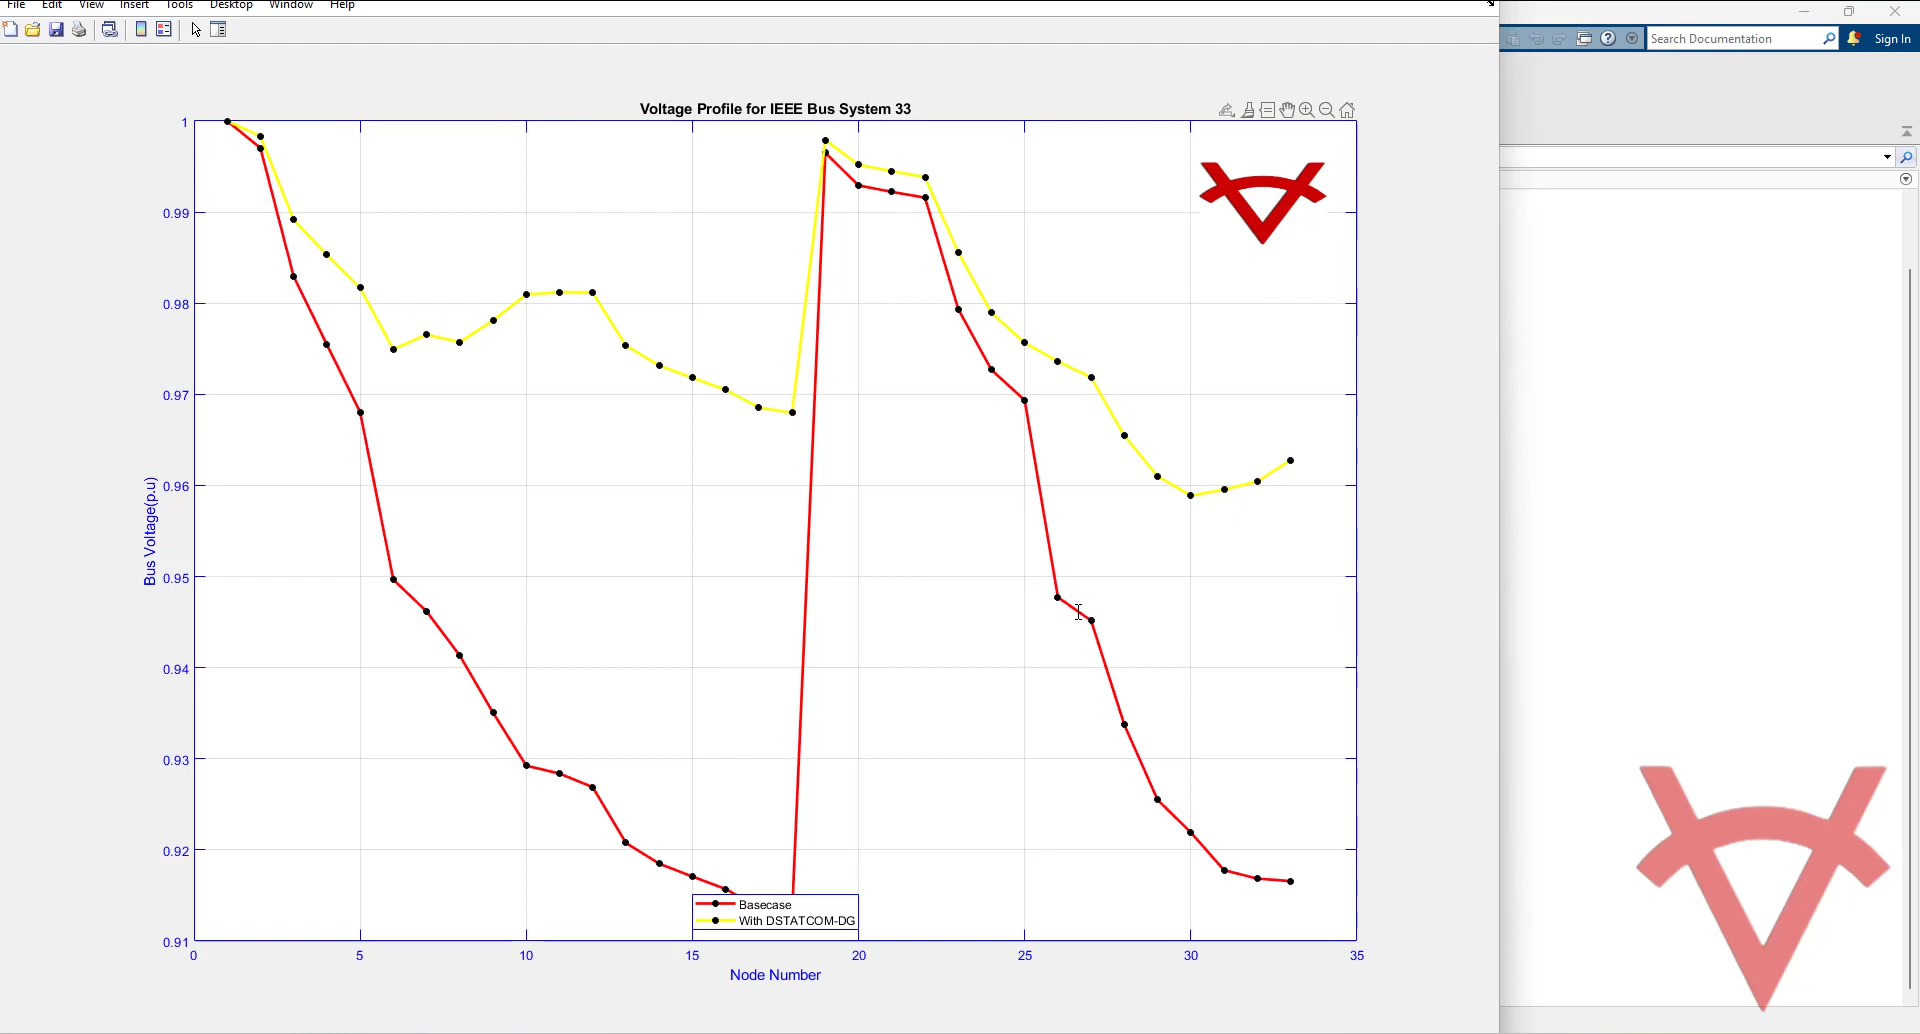 File Edit View Insert Tools Desktop Window Help
Search Documentation
Sign In
Voltage Profile for IEEE Bus System 33
1
0.99
0.98
0.97
0.96
0.95
0.94
0.93
0.92
0.91
Bus Voltage(p.u)
Basecase
With DSTATCOM-DG
0 5 10 15 20 25 30 35
Node Number